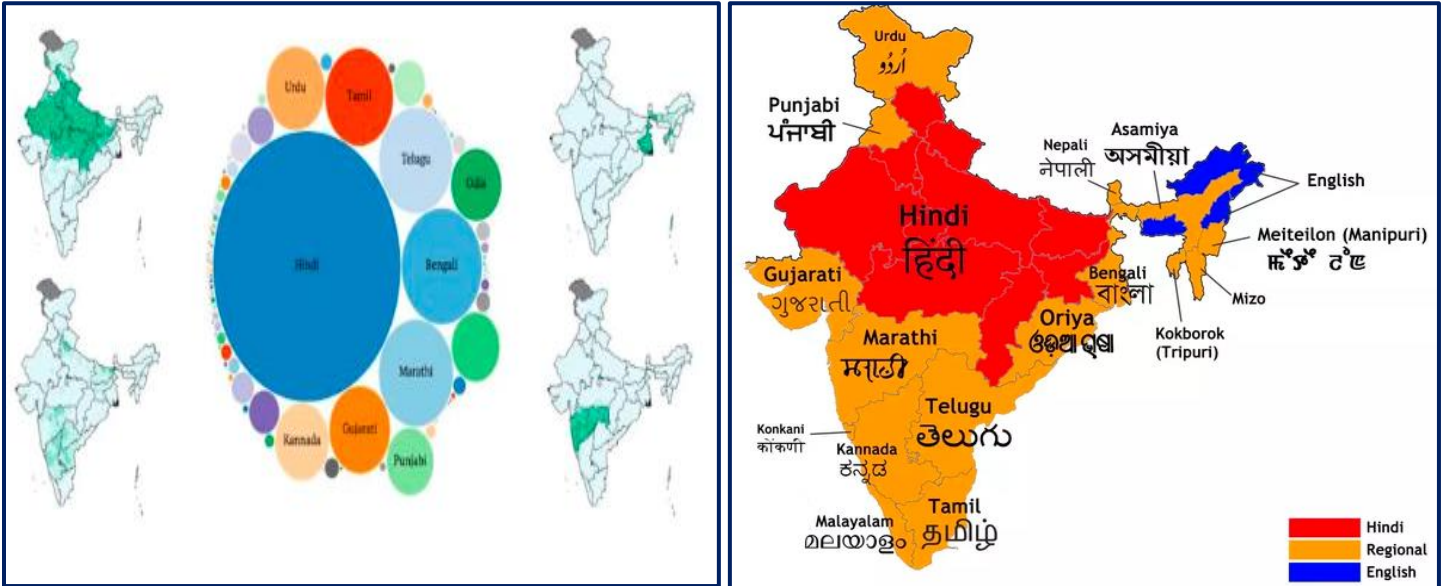 Urdu
Tamil
Telugu
Odia
Hindi
Bengali
Marathi
Kannada
Gujarati
Punjabi
Urdu
اُردُو
Punjabi
ਪੰਜਾਬੀ
Nepali
नेपाली
Asamiya
অসমীয়া
English
Hindi
हिंदी
Meiteilon (Manipuri)
Gujarati
ગુજરાતી
Bengali
বাংলা
Mizo
Marathi
Oriya
Kokborok
(Tripuri)
Telugu
తెలుగు
Konkani
कोंकणी
Kannada
ಕನ್ನಡ
Malayalam
മലയാളം
Tamil
தமிழ்
Hindi
Regional
English